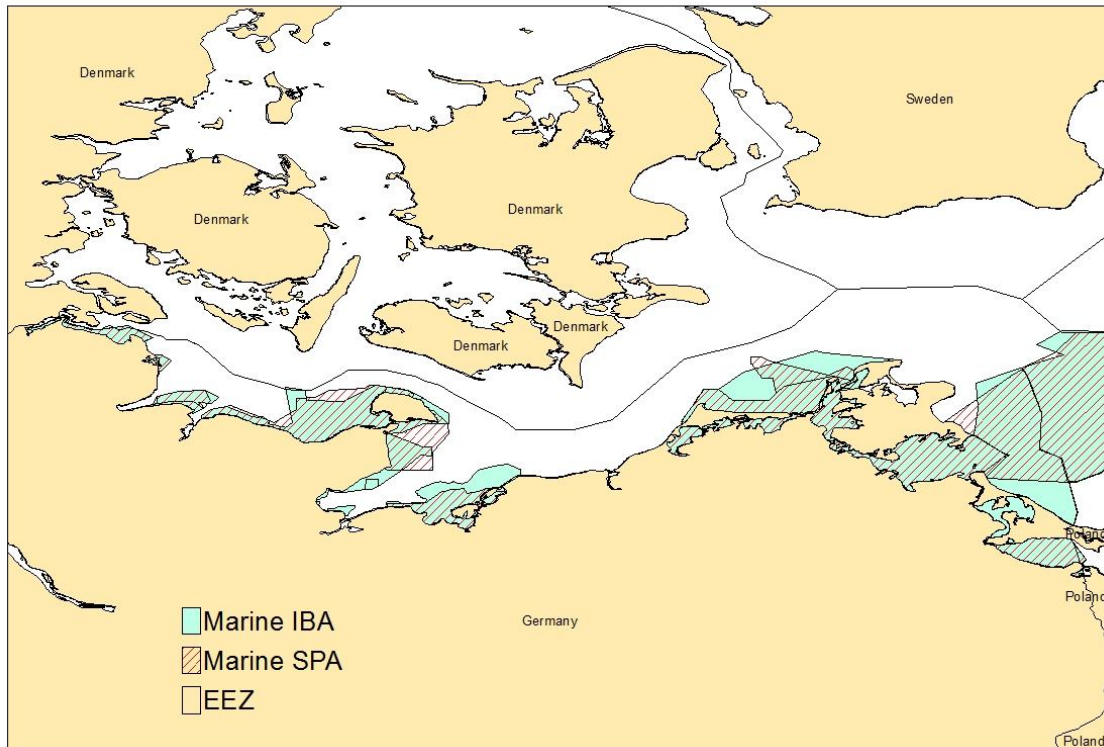 Denmark
Sweden
Denmark
Denmark
Denmark
Denmark
Poland
Poland
Germany
Marine IBA
Marine SPA
EEZ
Poland